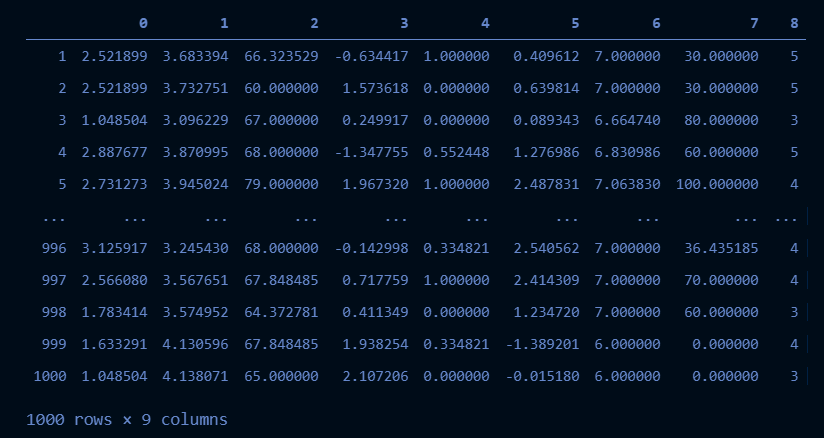 0 1 2 3 4 5 6 7 8
1 2.521899 3.683394 66.323529 -0.634417 1.000000 0.409612 7.000000 30.000000 5
2 2.521899 3.732751 60.000000 1.573618 0.000000 0.639814 7.000000 30.000000 5
3 1.048504 3.096229 67.000000 0.249917 0.000000 0.089343 6.664740 80.000000 3
4 2.887677 3.870995 68.000000 -1.347755 0.552448 1.276986 6.830986 60.000000 5
5 2.731273 3.945024 79.000000 1.967320 1.000000 2.487831 7.063830 100.000000 4
... ... ... ... ... ... ... ... ... ...
996 3.125917 3.245430 68.000000 -0.142998 0.334821 2.540562 7.000000 36.435185 4
997 2.566080 3.567651 67.848485 0.717759 1.000000 2.414309 7.000000 70.000000 4
998 1.783414 3.574952 64.372781 0.411349 0.000000 1.234720 7.000000 60.000000 3
999 1.633291 4.130596 67.848485 1.938254 0.334821 -1.389201 6.000000 0.000000 4
1000 1.048504 4.138071 65.000000 2.107206 0.000000 -0.015180 6.000000 0.000000 3
1000 rows × 9 columns